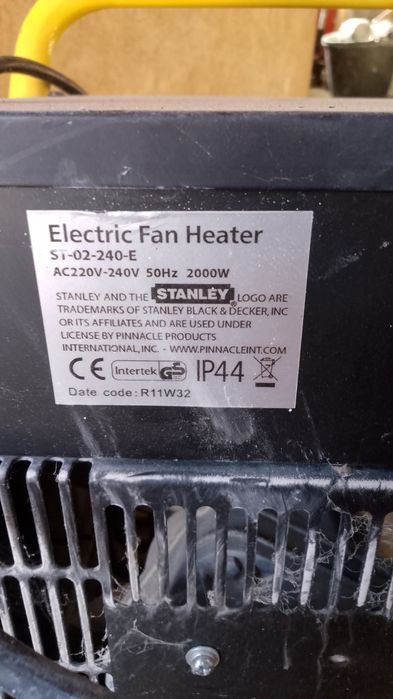 Electric Fan Heater
ST-02-240-E
AC220V-240V 50Hz 2000W
STANLEY AND THE STANLEY LOGO ARE
TRADEMARKS OF STANLEY BLACK & DECKER, INC
OR ITS AFFILIATES AND ARE USED UNDER
LICENSE BY PINNACLE PRODUCTS
INTERNATIONAL, INC. - WWW.PINNACLEINT.COM
CE Intertek GS IP44
Date code: R11W32